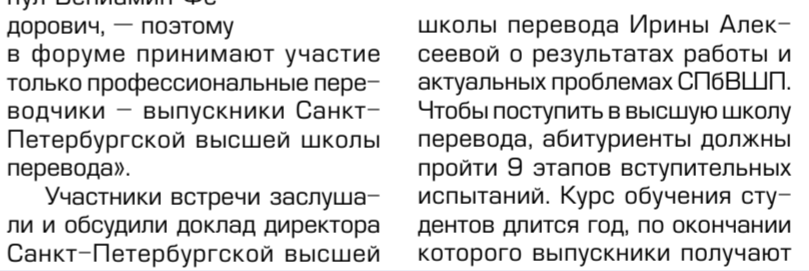 дорович, — поэтому
в форуме принимают участие
только профессиональные пере-
водчики — выпускники Санкт-
Петербургской высшей школы
перевода».
Участники встречи заслуша-
ли и обсудили доклад директора
Санкт-Петербургской высшей
школы перевода Ирины Алек-
сеевой о результатах работы и
актуальных проблемах СПбВШП.
Чтобы поступить в высшую школу
перевода, абитуриенты должны
пройти 9 этапов вступительных
испытаний. Курс обучения сту-
дентов длится год, по окончании
которого выпускники получают